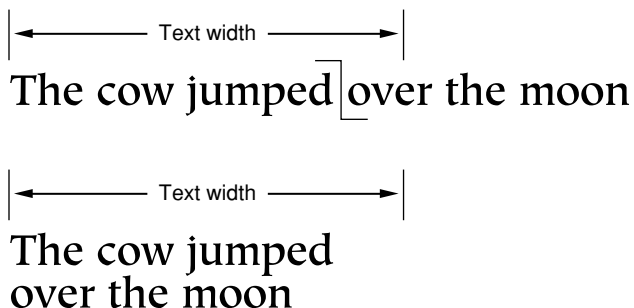 Text width
The cow jumped over the moon
Text width
The cow jumped
over the moon